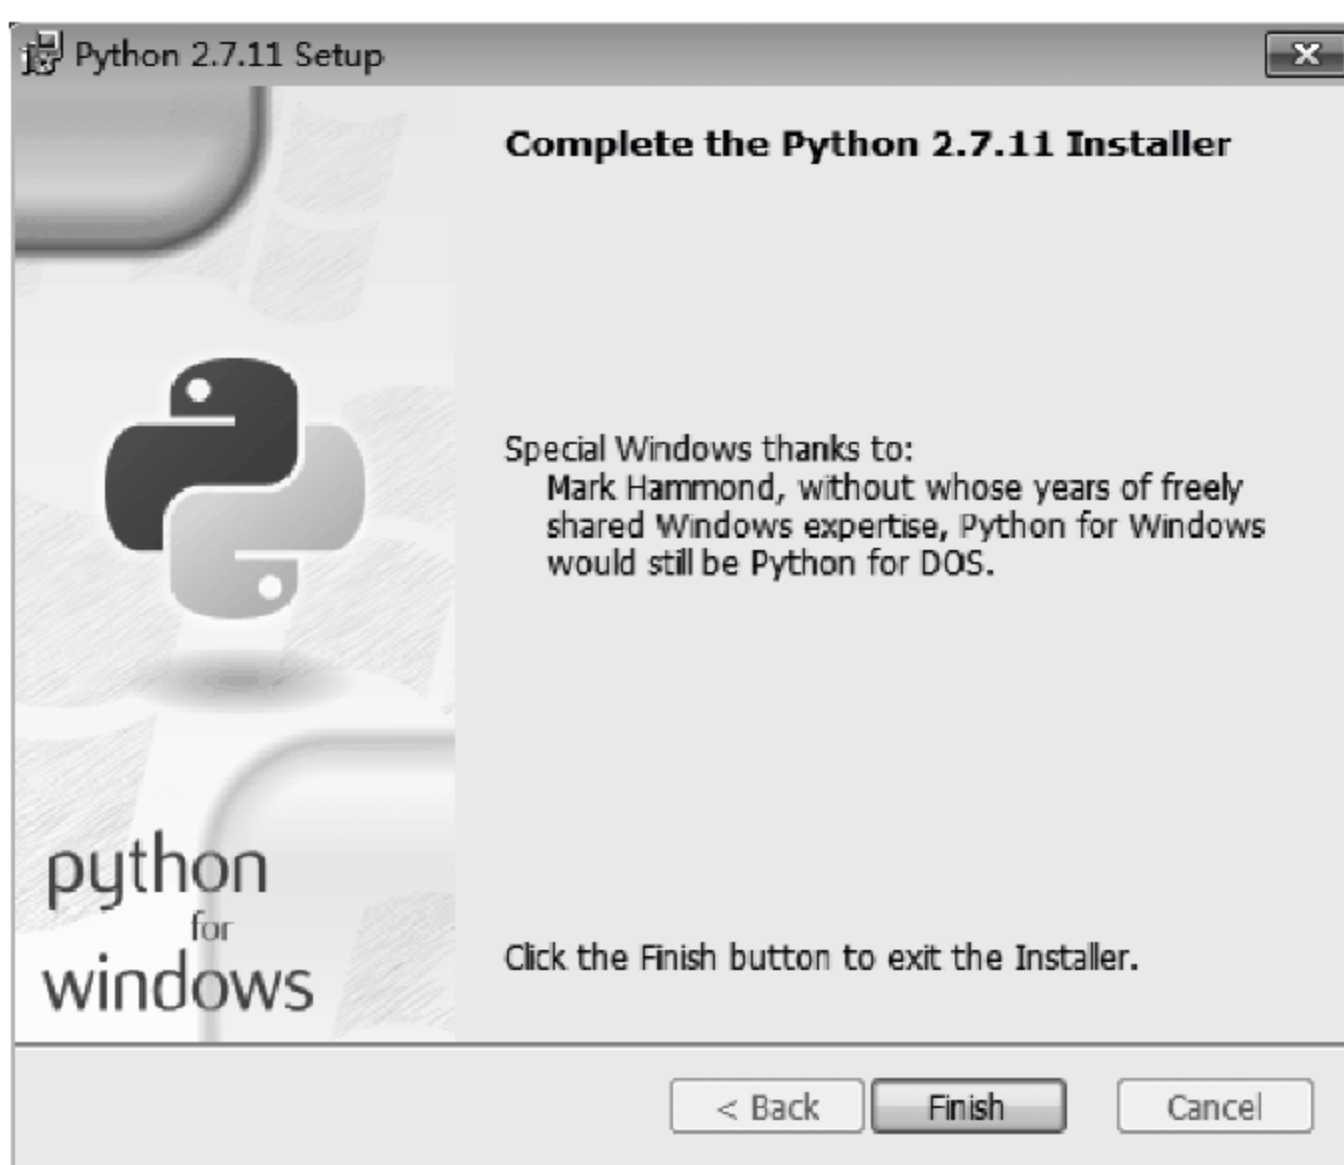 Python 2.7.11 Setup
Complete the Python 2.7.11 Installer
Special Windows thanks to:
Mark Hammond, without whose years of freely
shared Windows expertise, Python for Windows
would still be Python for DOS.
python
for
windows
Click the Finish button to exit the Installer.
< Back
Finish
Cancel